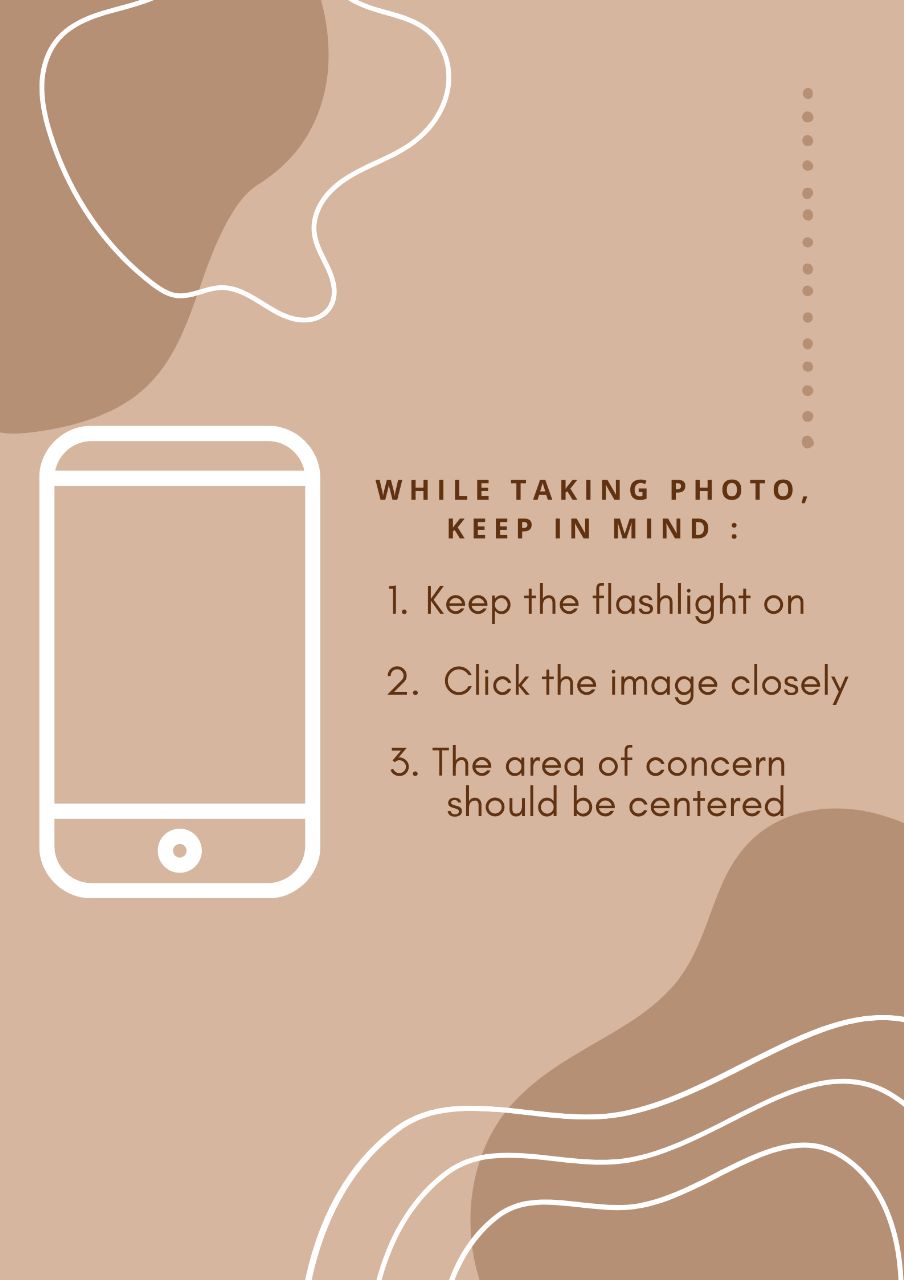 WHILE TAKING PHOTO,
KEEP IN MIND :
1. Keep the flashlight on
2. Click the image closely
3. The area of concern
should be centered